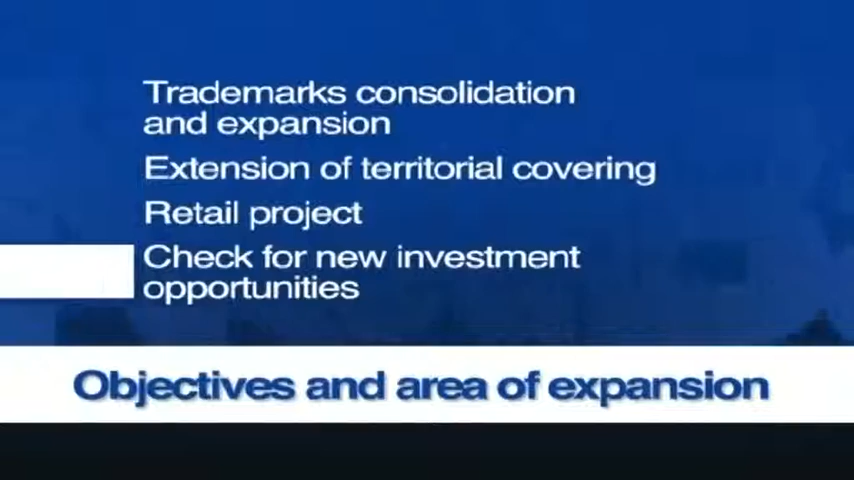 Trademarks consolidation
and expansion
Extension of territorial covering
Retail project
Check for new investment
opportunities
Objectives and area of expansion